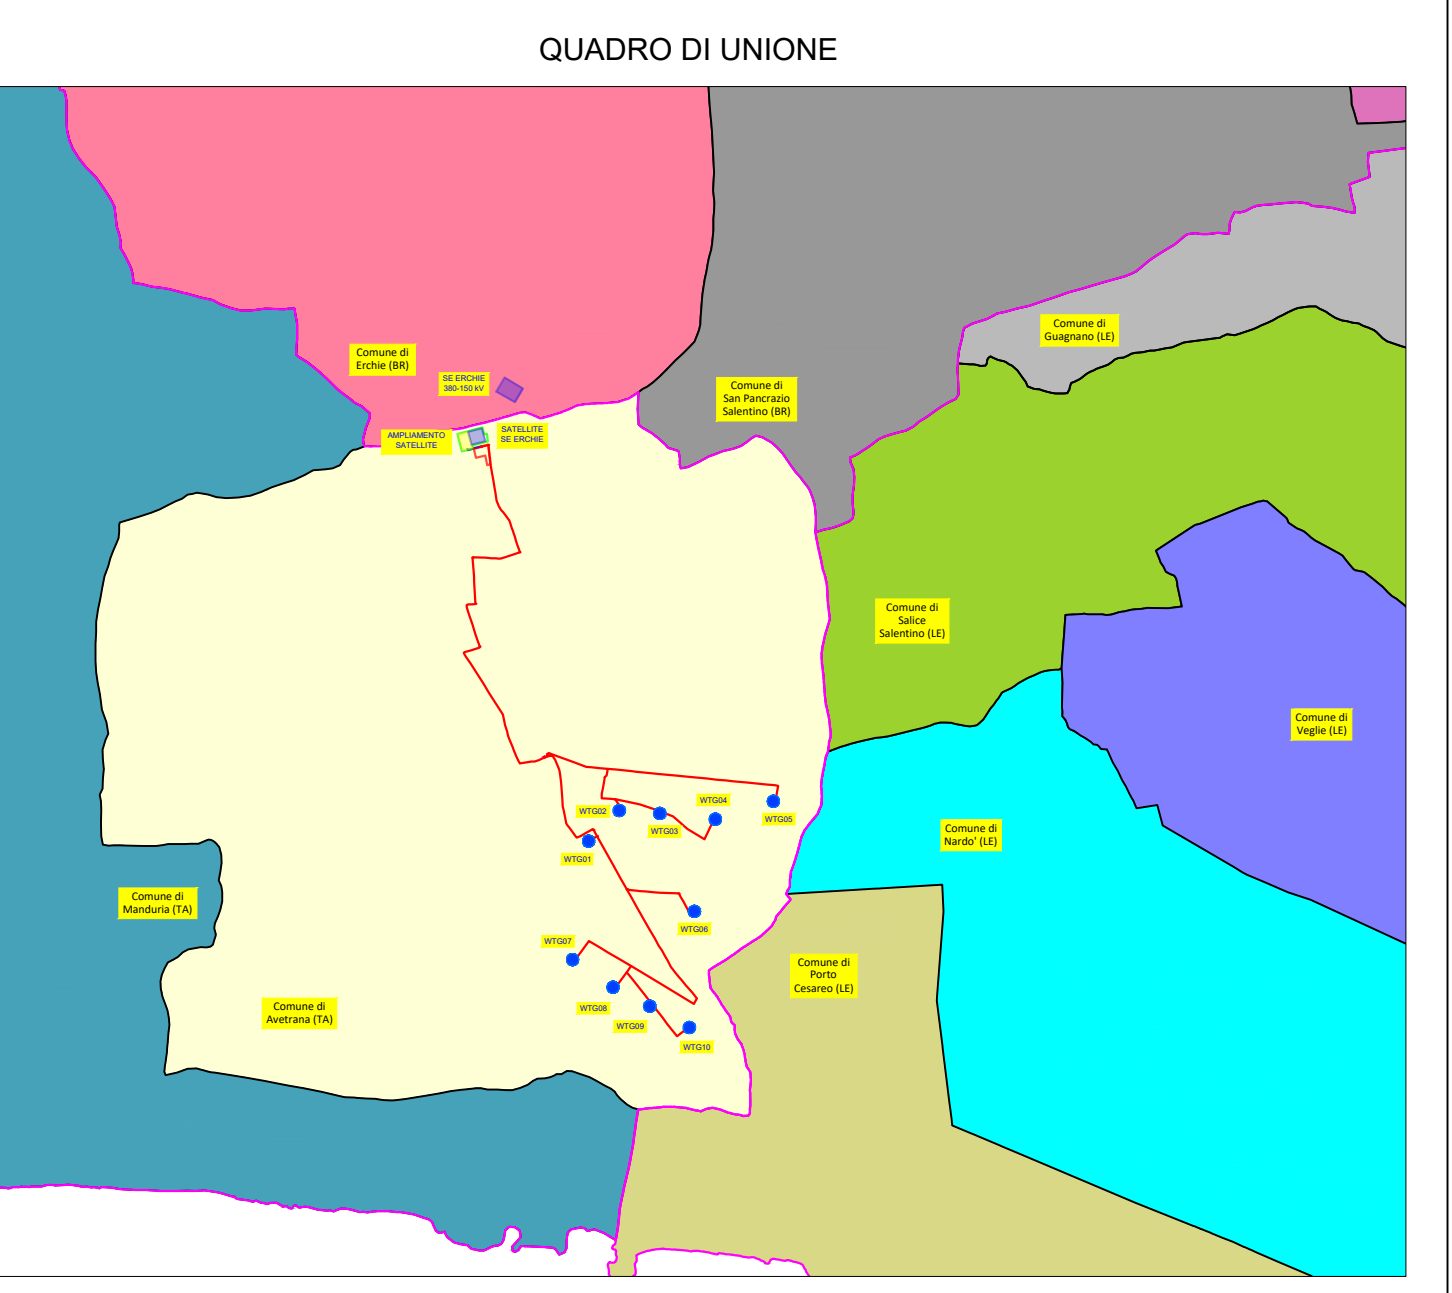 QUADRO DI UNIONE
Comune di
Guagnano (LE)
Comune di
Erchie (BR)
SE ERCHIE
380-150 kV
Comune di
San Pancrazio
Salentino (BR)
AMPLIAMENTO
SATELLITE
SATELLITE
SE ERCHIE
Comune di
Salice
Salentino (LE)
Comune di
Veglie (LE)
WTG02
WTG03
WTG04
WTG05
Comune di
Nardo' (LE)
WTG01
Comune di
Manduria (TA)
WTG06
WTG07
Comune di
Porto
Cesareo (LE)
Comune di
Avetrana (TA)
WTG08
WTG09
WTG10